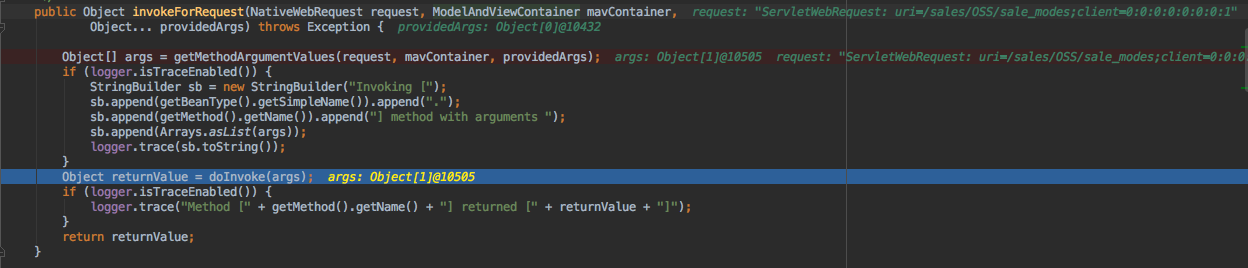 public Object invokeForRequest(NativeWebRequest request, ModelAndViewContainer mavContainer,  request: "ServletWebRequest: uri=/sales/OSS/sale_modes;client=0:0:0:0:0:0:0:1"
        Object... providedArgs) throws Exception {  providedArgs: Object[0]@10432
    Object[] args = getMethodArgumentValues(request, mavContainer, providedArgs);  args: Object[1]@10505  request: "ServletWebRequest: uri=/sales/OSS/sale_modes;client=0:0:0
    if (logger.isTraceEnabled()) {
        StringBuilder sb = new StringBuilder("Invoking [");
        sb.append(getBeanType().getSimpleName()).append(".");
        sb.append(getMethod().getName()).append("] method with arguments ");
        sb.append(Arrays.asList(args));
        logger.trace(sb.toString());
    }
    Object returnValue = doInvoke(args);  args: Object[1]@10505
    if (logger.isTraceEnabled()) {
        logger.trace("Method [" + getMethod().getName() + "] returned [" + returnValue + "]");
    }
    return returnValue;
}